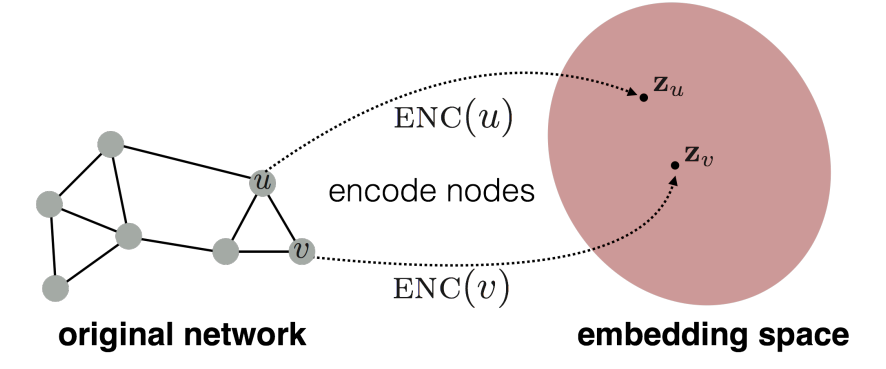 z_u
ENC(u)
z_v
u
encode nodes
v
ENC(v)
original network
embedding space